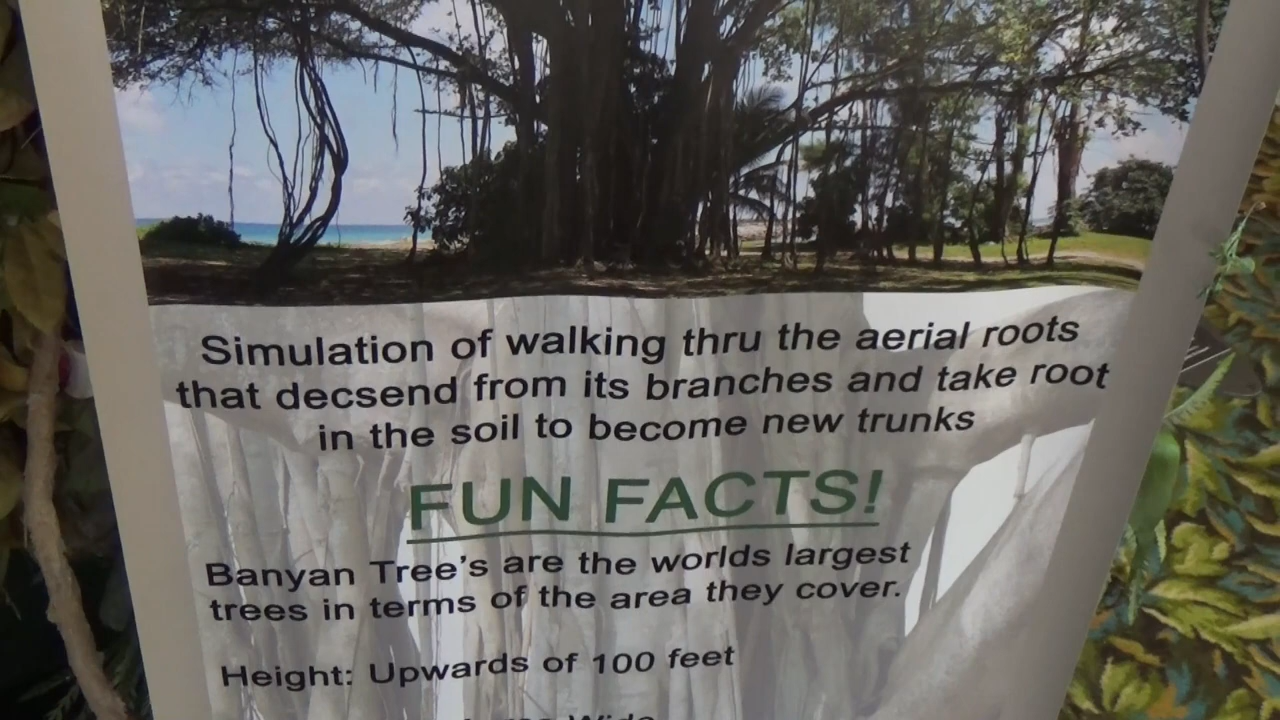 Simulation of walking thru the aerial roots
that decsend from its branches and take root
in the soil to become new trunks
FUN FACTS!
Banyan Tree's are the worlds largest
trees in terms of the area they cover.
Height: Upwards of 100 feet
Wide